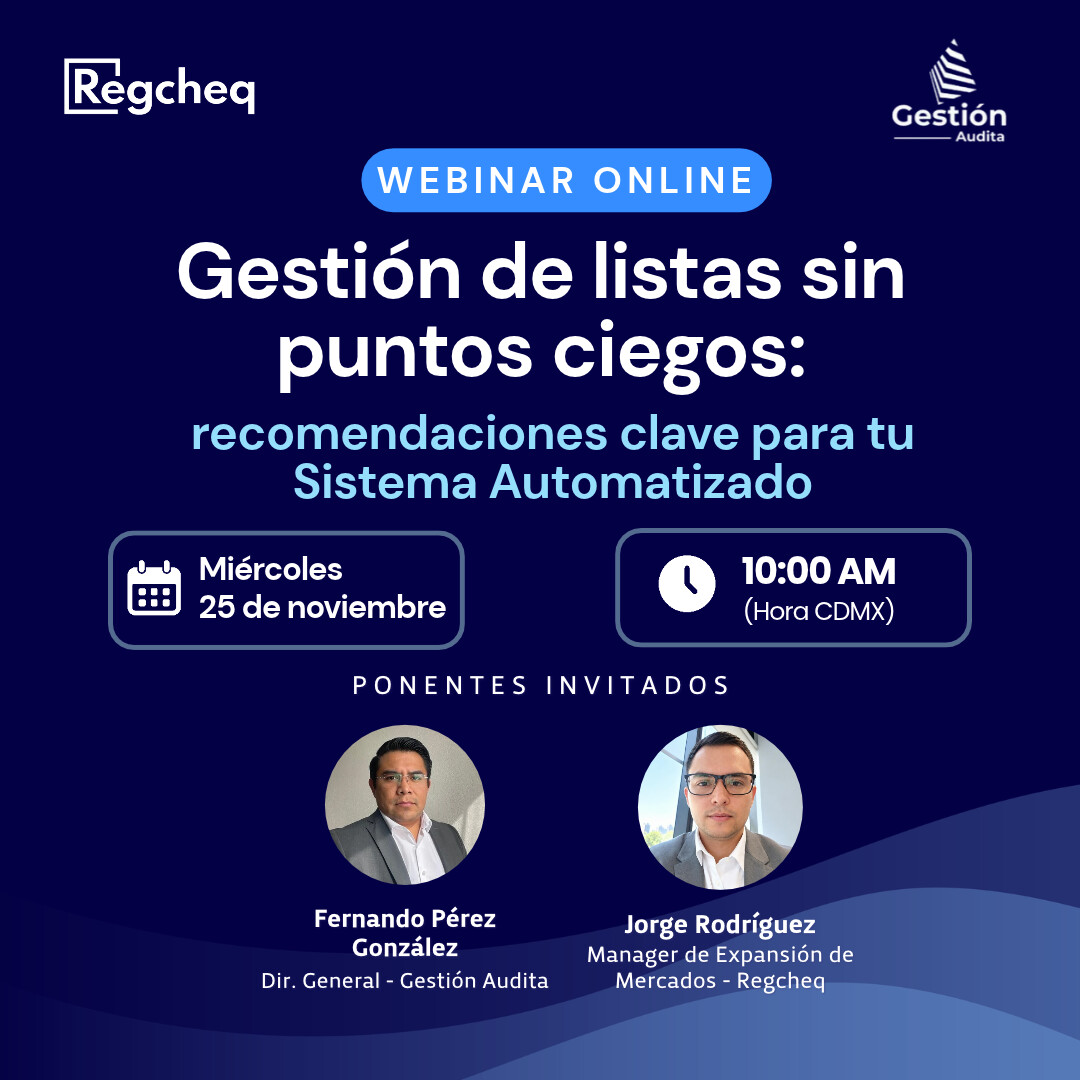 Regcheq
Gestión
Audita
WEBINAR ONLINE
Gestión de listas sin
puntos ciegos:
recomendaciones clave para tu
Sistema Automatizado
Miércoles
25 de noviembre
10:00 AM
(Hora CDMX)
PONENTES INVITADOS
Fernando Pérez
González
Dir. General - Gestión Audita
Jorge Rodríguez
Manager de Expansión de
Mercados - Regcheq